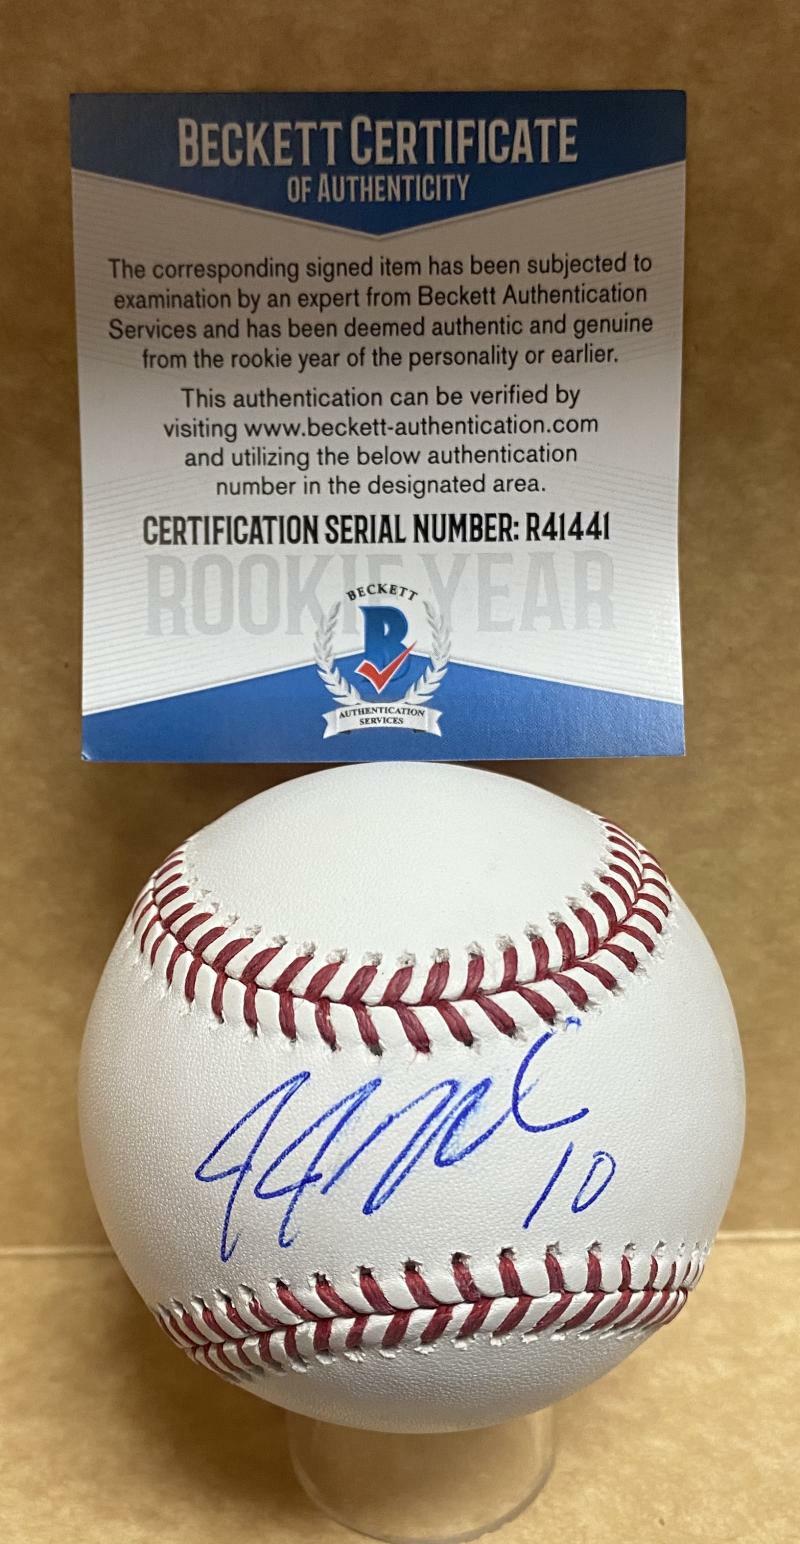 BECKETT CERTIFICATE
OF AUTHENTICITY
The corresponding signed item has been subjected to
examination by an expert from Beckett Authentication
Services and has been deemed authentic and genuine
from the rookie year of the personality or earlier.
This authentication can be verified by
visiting www.beckett-authentication.com
and utilizing the below authentication
number in the designated area.
CERTIFICATION SERIAL NUMBER: R41441
ROOKIE YEAR
BECKETT
B
AUTHENTICATION
SERVICES
10